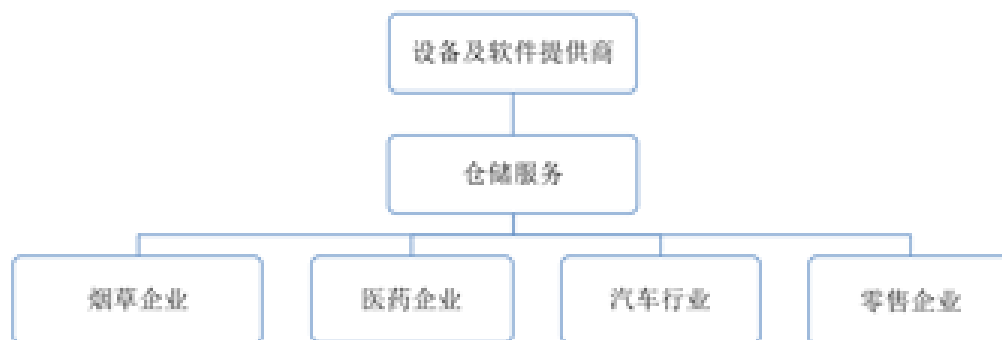 设备及软件提供商
仓储服务
烟草企业
医药企业
汽车行业
零售企业